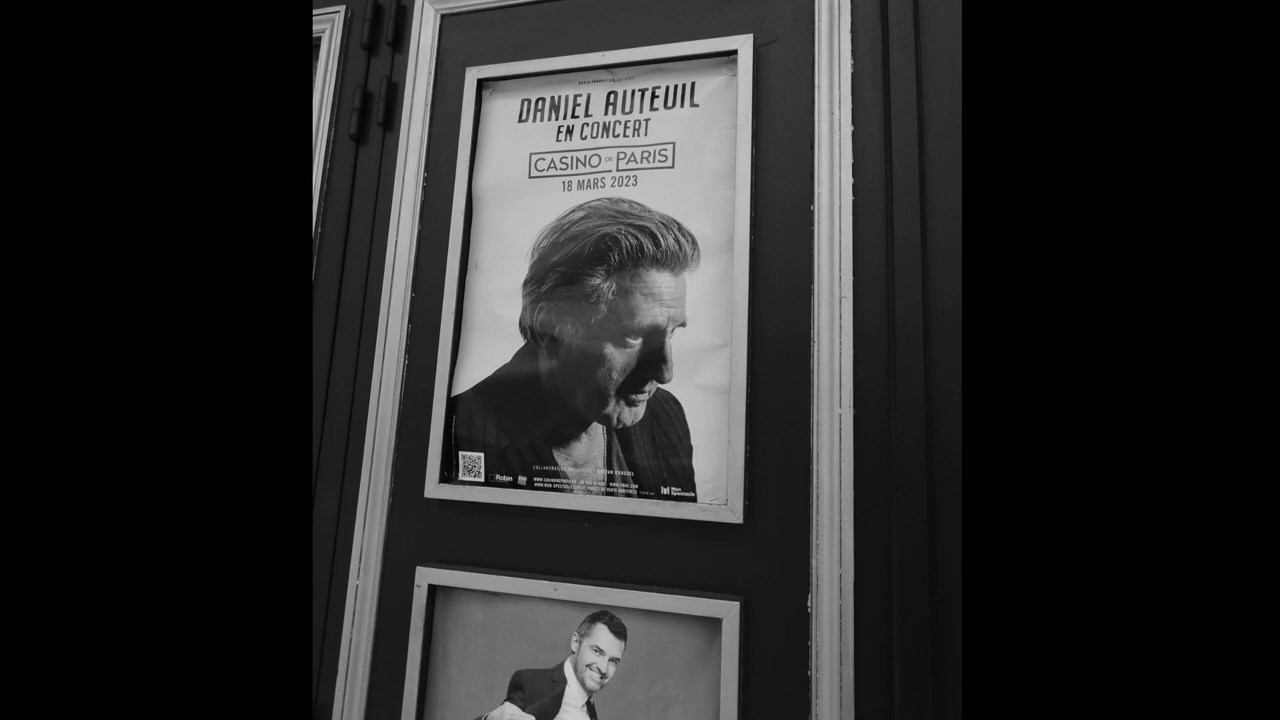 DANIEL AUTEUIL
EN CONCERT
CASINO DE PARIS
18 MARS 2023
Robin
Mon
Spectacle